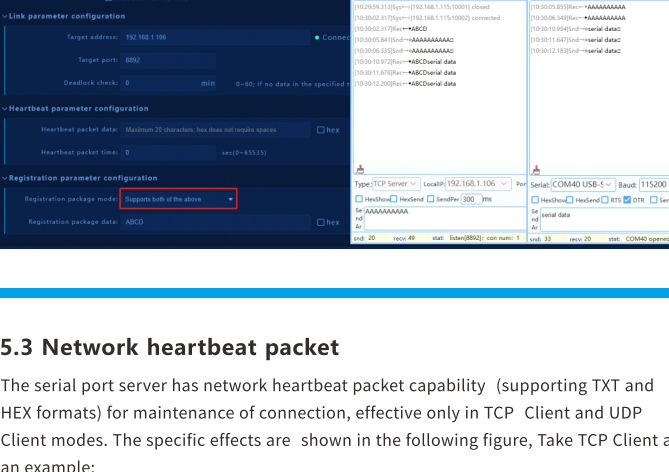 Link parameter configuration
Target address: 192.168.1.106 Connec
Target port: 8892
Deadlock check: 0 min 0~60; If no data in the specified t
Heartbeat parameter configuration
Heartbeat packet data: Maximum 20 characters; hex does not require spaces hex
Heartbeat packet time: 0 sec(0~65535)
Registration parameter configuration
Registration package mode: Supports both of the above
Registration package data: ABCD hex
[10:29:59.313]Sys—[192.168.1.115:10001] closed
[10:30:02.317]Sys—[192.168.1.115:10002] connected
[10:30:02.317]Rec→ABCD
[10:30:05.841]Snd→AAAAAAAAAA□
[10:30:06.335]Snd→AAAAAAAAAA□
[10:30:10.972]Rec→ABCDserial data
[10:30:11.676]Rec→ABCDserial data
[10:30:12.200]Rec→ABCDserial data
Type: TCP Server LocalIP: 192.168.1.106 Por
HexShow HexSend SendPer 300 ms
Se nd Ar AAAAAAAAAA
snd: 20 recv: 49 stat: listen[8892]; con num: 1
[10:30:05.855]Rec→AAAAAAAAAA
[10:30:06.349]Rec→AAAAAAAAAA
[10:30:10.954]Snd→serial data□
[10:30:11.647]Snd→serial data□
[10:30:12.183]Snd→serial data□
Serial: COM40 USB-S Baud: 115200
HexShow HexSend RTS DTR Sen
Se nd Ar serial data
snd: 33 recv: 20 stat: COM40 opened
5.3 Network heartbeat packet
The serial port server has network heartbeat packet capability (supporting TXT and
HEX formats) for maintenance of connection, effective only in TCP Client and UDP
Client modes. The specific effects are shown in the following figure, Take TCP Client a
an example: